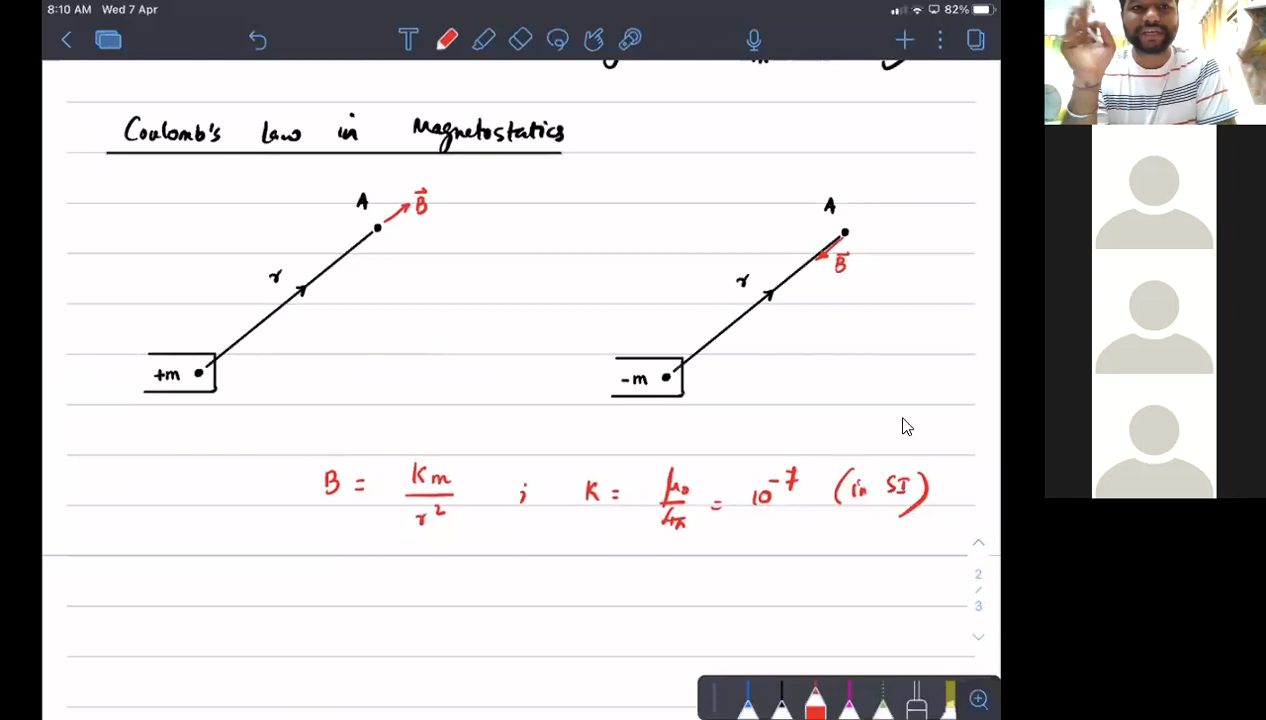 8:10 AM Wed 7 Apr
82%
T
Coulomb's law in Magnetostatics
A
B⃗
r
+m
A
B⃗
r
-m
B = Km/r² ; K = μ₀/4π = 10⁻⁷ (in SI)
2
/
3